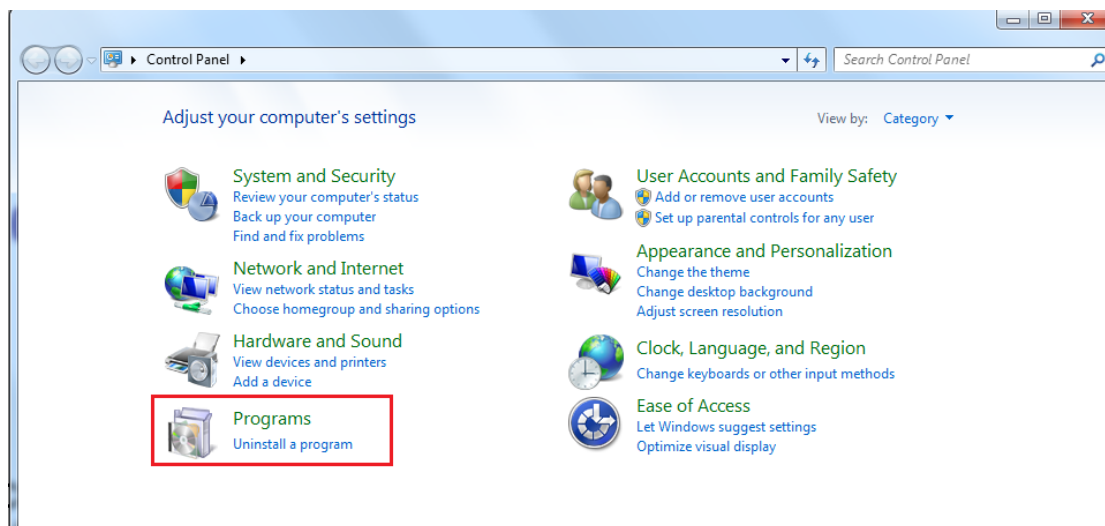 Control Panel
Search Control Panel
Adjust your computer's settings
View by: Category
System and Security
Review your computer's status
Back up your computer
Find and fix problems
Network and Internet
View network status and tasks
Choose homegroup and sharing options
Hardware and Sound
View devices and printers
Add a device
Programs
Uninstall a program
User Accounts and Family Safety
Add or remove user accounts
Set up parental controls for any user
Appearance and Personalization
Change the theme
Change desktop background
Adjust screen resolution
Clock, Language, and Region
Change keyboards or other input methods
Ease of Access
Let Windows suggest settings
Optimize visual display